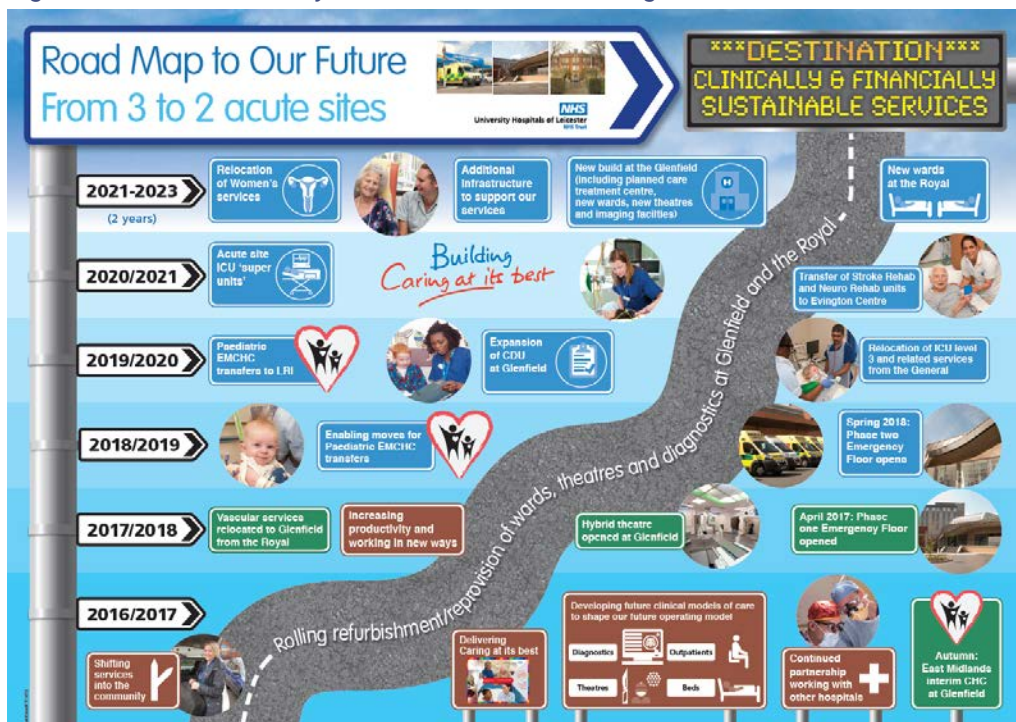 Road Map to Our Future
From 3 to 2 acute sites
NHS
University Hospitals of Leicester
NHS Trust
***DESTINATION***
CLINICALLY & FINANCIALLY
SUSTAINABLE SERVICES
2021-2023
(2 years)
Relocation
of Women's
services
Additional
infrastructure
to support our
services
New build at the Glenfield
(including planned care
treatment centre,
new wards, new theatres
and imaging facilties)
H
New wards
at the Royal
2020/2021
Acute site
ICU 'super
units'
Building
Caring at its best
Transfer of Stroke Rehab
and Neuro Rehab units
to Evington Centre
2019/2020
Paediatric
EMCHC
transfers to LRI
Expansion
of CDU
at Glenfield
Relocation of ICU level
3 and related services
from the General
2018/2019
Enabling moves for
Paediatric EMCHC
transfers
Spring 2018:
Phase two
Emergency
Floor opens
2017/2018
Vascular services
relocated to Glenfield
from the Royal
Increasing
productivity and
working in new ways
Hybrid theatre
opened at Glenfield
April 2017: Phase
one Emergency Floor
opened
Rolling refurbishment/reprovision of wards, theatres and diagnostics at Glenfield and the Royal
2016/2017
Shifting
services
into the
community
Delivering
Caring at its best
Developing future clinical models of care
to shape our future operating model
Diagnostics
Outpatients
Theatres
Beds
Continued
partnership
working with
other hospitals
Autumn:
East Midlands
interim CHC
at Glenfield